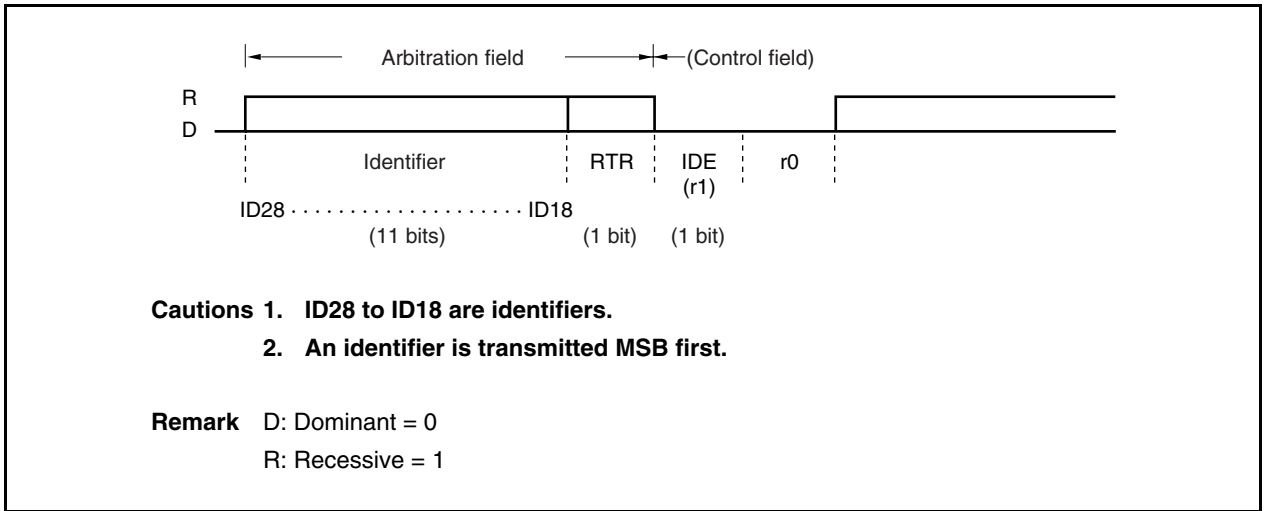 Arbitration field (Control field)
R
D
Identifier RTR IDE r0
(r1)
ID28 · · · · · · · · · · · · · · · · · · · · ID18
(11 bits) (1 bit) (1 bit)
Cautions 1. ID28 to ID18 are identifiers.
2. An identifier is transmitted MSB first.
Remark D: Dominant = 0
R: Recessive = 1